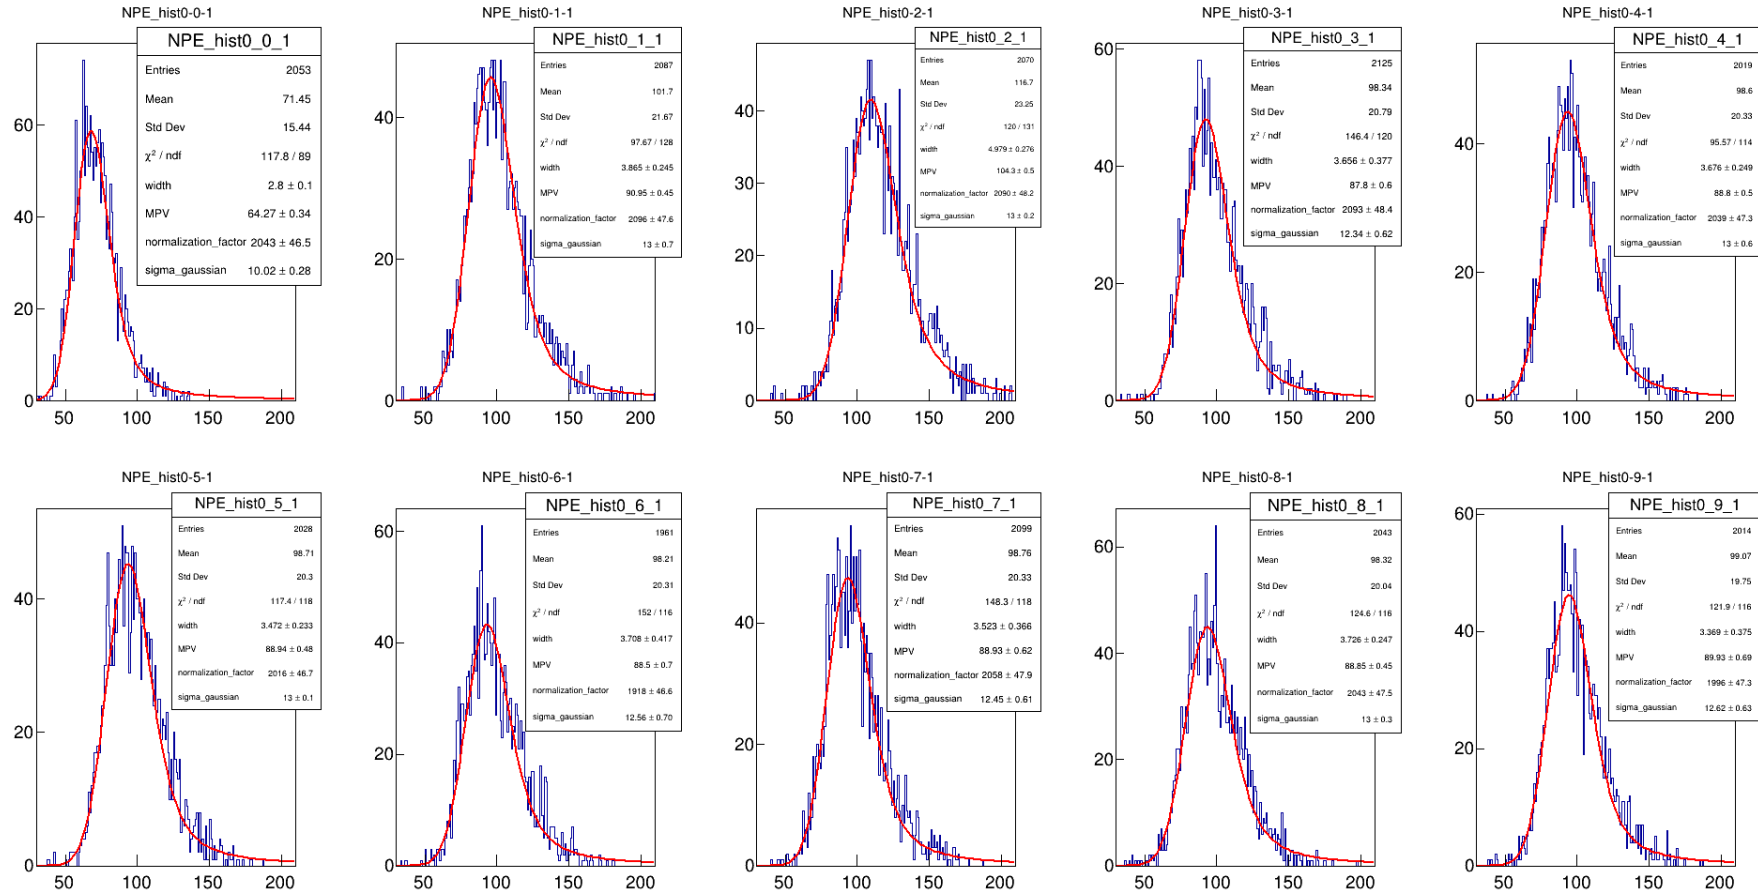 NPE_hist0-0-1
NPE_hist0_0_1
Entries 2053
Mean 71.45
Std Dev 15.44
χ² / ndf 117.8 / 89
width 2.8 ± 0.1
MPV 64.27 ± 0.34
normalization_factor 2043 ± 46.5
sigma_gaussian 10.02 ± 0.28
60
40
20
0
50 100 150 200
NPE_hist0-1-1
NPE_hist0_1_1
Entries 2087
Mean 101.7
Std Dev 21.67
χ² / ndf 97.67 / 128
width 3.865 ± 0.245
MPV 90.95 ± 0.45
normalization_factor 2096 ± 47.6
sigma_gaussian 13 ± 0.7
40
20
0
50 100 150 200
NPE_hist0-2-1
NPE_hist0_2_1
Entries 2070
Mean 116.7
Std Dev 23.25
χ² / ndf 120 / 131
width 4.979 ± 0.276
MPV 104.3 ± 0.5
normalization_factor 2090 ± 48.2
sigma_gaussian 13 ± 0.2
40
30
20
10
0
50 100 150 200
NPE_hist0-3-1
NPE_hist0_3_1
Entries 2125
Mean 98.34
Std Dev 20.79
χ² / ndf 146.4 / 120
width 3.656 ± 0.377
MPV 87.8 ± 0.6
normalization_factor 2093 ± 48.4
sigma_gaussian 12.34 ± 0.62
60
40
20
0
50 100 150 200
NPE_hist0-4-1
NPE_hist0_4_1
Entries 2019
Mean 98.6
Std Dev 20.33
χ² / ndf 95.57 / 114
width 3.676 ± 0.249
MPV 88.8 ± 0.5
normalization_factor 2039 ± 47.3
sigma_gaussian 13 ± 0.6
40
20
0
50 100 150 200
NPE_hist0-5-1
NPE_hist0_5_1
Entries 2028
Mean 98.71
Std Dev 20.3
χ² / ndf 117.4 / 118
width 3.472 ± 0.233
MPV 88.94 ± 0.48
normalization_factor 2016 ± 46.7
sigma_gaussian 13 ± 0.1
40
20
0
50 100 150 200
NPE_hist0-6-1
NPE_hist0_6_1
Entries 1961
Mean 98.21
Std Dev 20.31
χ² / ndf 152 / 116
width 3.708 ± 0.417
MPV 88.5 ± 0.7
normalization_factor 1918 ± 46.6
sigma_gaussian 12.56 ± 0.70
60
40
20
0
50 100 150 200
NPE_hist0-7-1
NPE_hist0_7_1
Entries 2099
Mean 98.76
Std Dev 20.33
χ² / ndf 148.3 / 118
width 3.523 ± 0.366
MPV 88.93 ± 0.62
normalization_factor 2058 ± 47.9
sigma_gaussian 12.45 ± 0.61
40
20
0
50 100 150 200
NPE_hist0-8-1
NPE_hist0_8_1
Entries 2043
Mean 98.32
Std Dev 20.04
χ² / ndf 124.6 / 116
width 3.726 ± 0.247
MPV 88.85 ± 0.45
normalization_factor 2043 ± 47.5
sigma_gaussian 13 ± 0.3
60
40
20
0
50 100 150 200
NPE_hist0-9-1
NPE_hist0_9_1
Entries 2014
Mean 99.07
Std Dev 19.75
χ² / ndf 121.9 / 116
width 3.369 ± 0.375
MPV 89.93 ± 0.69
normalization_factor 1996 ± 47.3
sigma_gaussian 12.62 ± 0.63
60
40
20
0
50 100 150 200